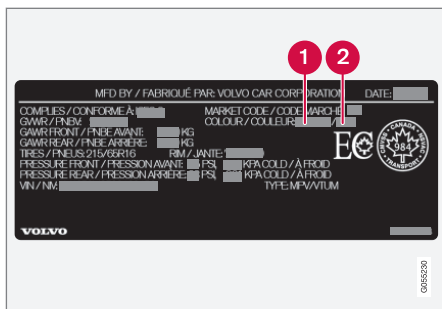 1 2
MFD BY / FABRIQUÉ PAR: VOLVO CAR CORPORATION DATE:
COMPLIES / CONFORME À: MARKET CODE / CODE MARCHÉ:
GVWR / PNBV: COLOUR / COULEUR: /
GAWR FRONT / PNBE AVANT: KG
GAWR REAR / PNBE ARRIÈRE: KG
TIRES / PNEUS: 215/65R16 RIM / JANTE:
PRESSURE FRONT / PRESSION AVANT: PSI, KPA COLD / À FROID
PRESSURE REAR / PRESSION ARRIÈRE: PSI, KPA COLD / À FROID
VIN / NIV: TYPE: MPV/VTUM
EC
CANADA
984
TRANSPORT
VOLVO
G055230